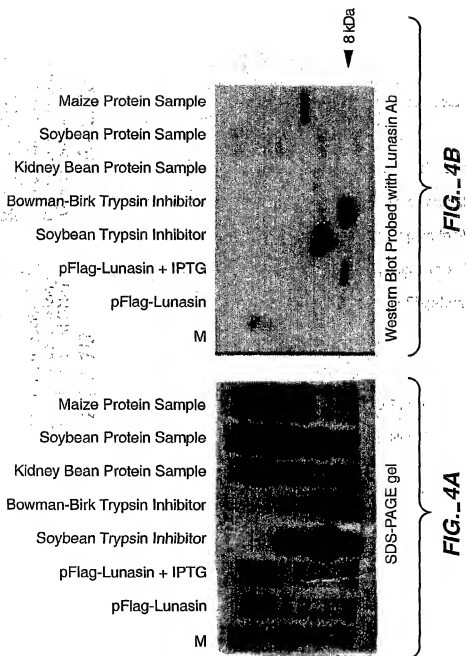 Maize Protein Sample
Soybean Protein Sample
Kidney Bean Protein Sample
Bowman-Birk Trypsin Inhibitor
Soybean Trypsin Inhibitor
pFlag-Lunasin + IPTG
pFlag-Lunasin
M
8 kDa
Western Blot Probed with Lunasin Ab
FIG._4B
Maize Protein Sample
Soybean Protein Sample
Kidney Bean Protein Sample
Bowman-Birk Trypsin Inhibitor
Soybean Trypsin Inhibitor
pFlag-Lunasin + IPTG
pFlag-Lunasin
M
SDS-PAGE gel
FIG._4A